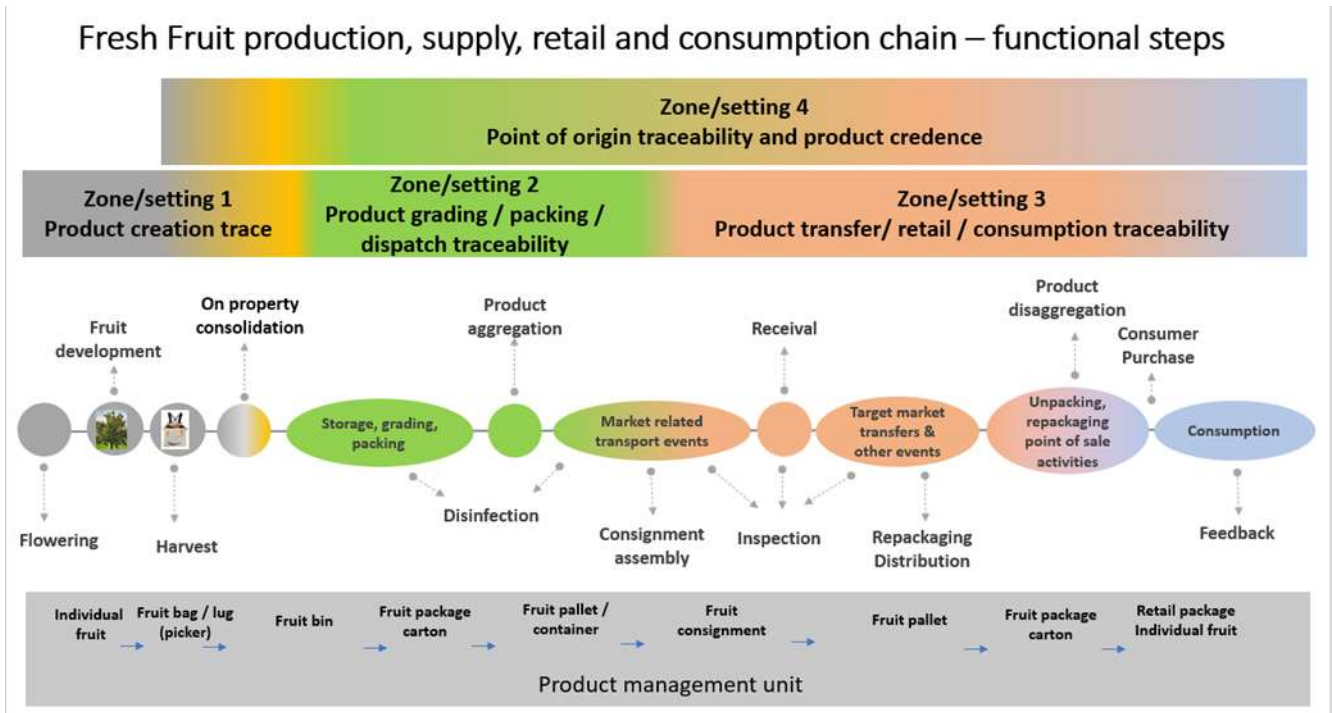 Fresh Fruit production, supply, retail and consumption chain – functional steps
Zone/setting 4
Point of origin traceability and product credence
Zone/setting 1
Product creation trace
Zone/setting 2
Product grading / packing /
dispatch traceability
Zone/setting 3
Product transfer/ retail / consumption traceability
Fruit
development
On property
consolidation
Product
aggregation
Receival
Product
disaggregation
Consumer
Purchase
Storage, grading,
packing
Market related
transport events
Target market
transfers &
other events
Unpacking,
repackaging
point of sale
activities
Consumption
Flowering
Harvest
Disinfection
Consignment
assembly
Inspection
Repackaging
Distribution
Feedback
Individual
fruit
Fruit bag / lug
(picker)
Fruit bin
Fruit package
carton
Fruit pallet /
container
Fruit
consignment
Fruit pallet
Fruit package
carton
Retail package
Individual fruit
Product management unit